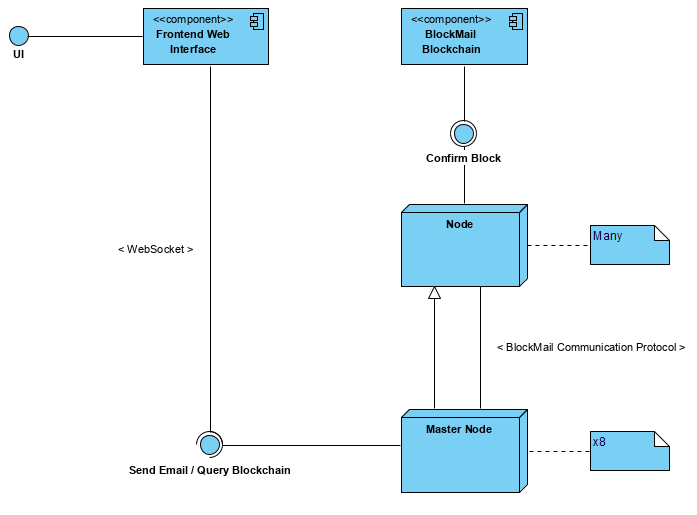 <<component>>
Frontend Web
Interface
<<component>>
BlockMail
Blockchain
UI
Confirm Block
Node
Many
< WebSocket >
< BlockMail Communication Protocol >
Master Node
x8
Send Email / Query Blockchain